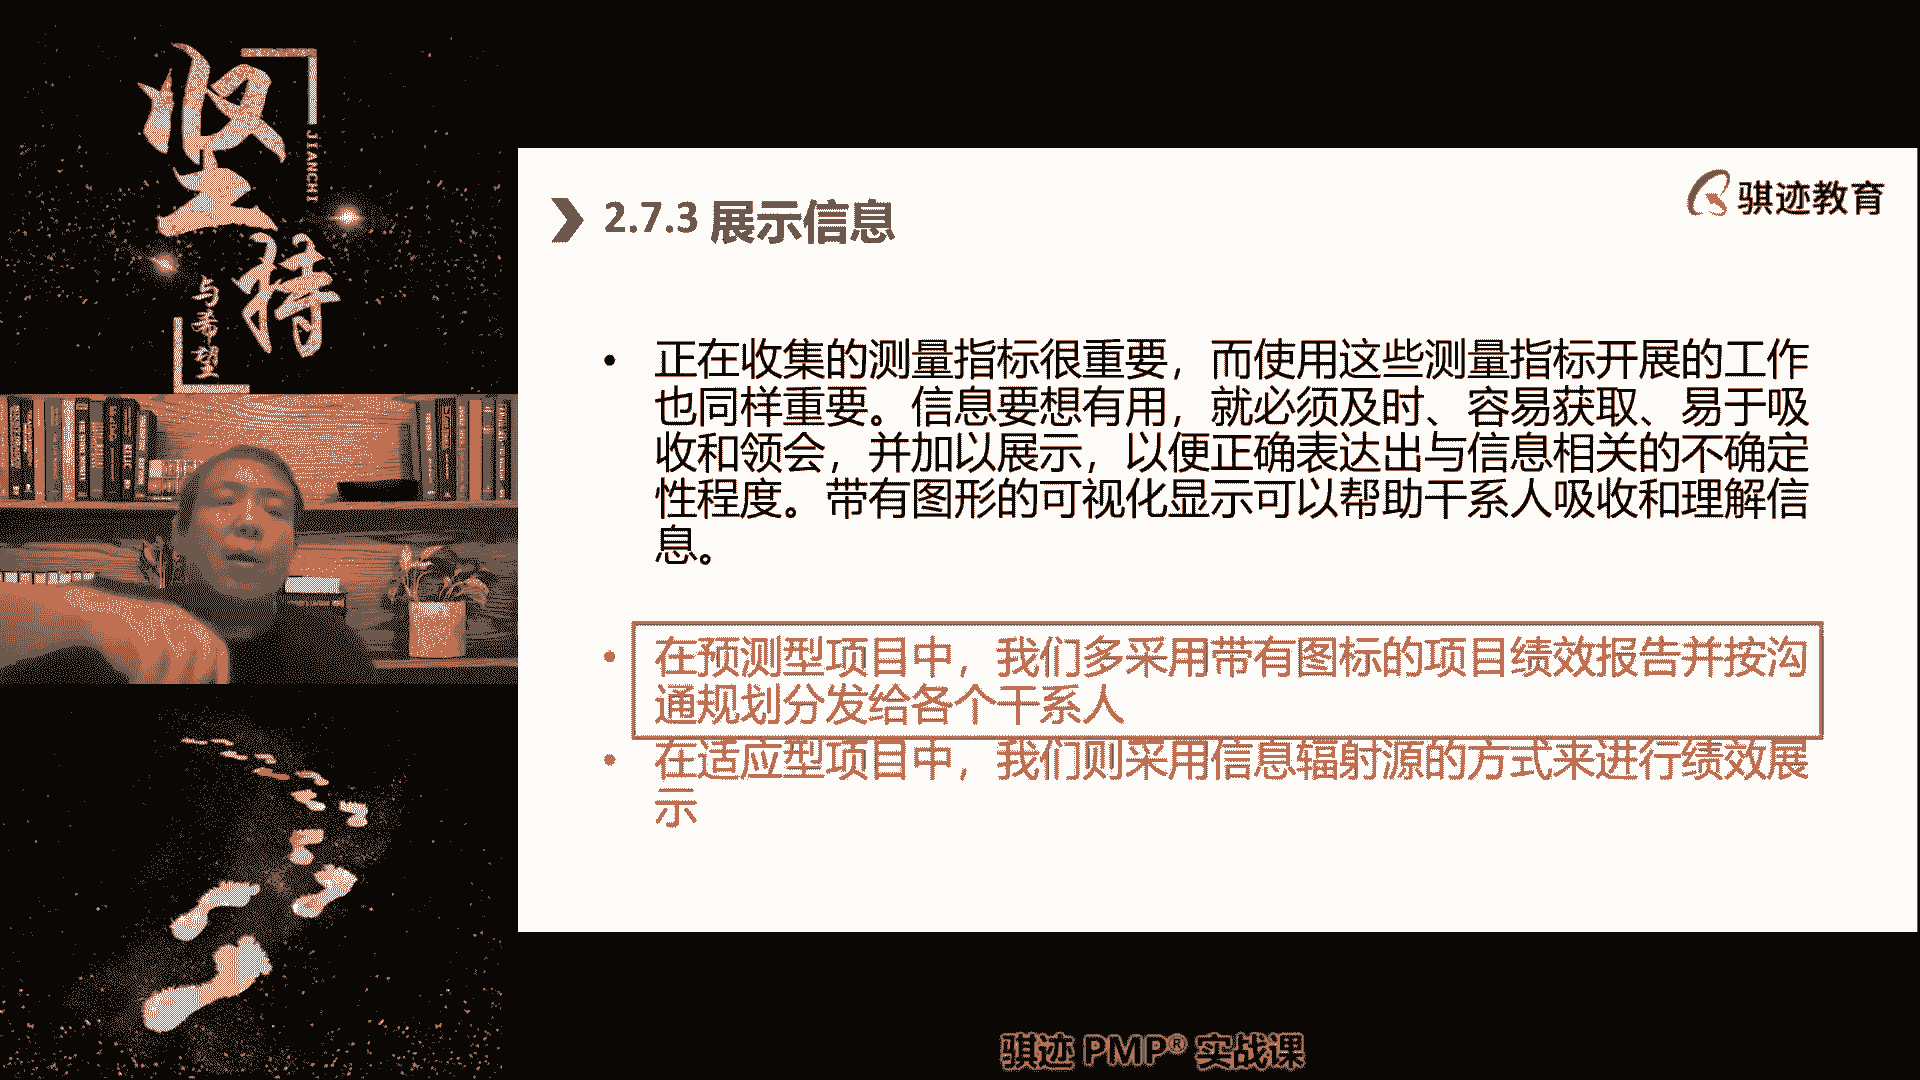 坚持
JIANCHI
与希望
骐迹教育
2.7.3 展示信息
• 正在收集的测量指标很重要，而使用这些测量指标开展的工作
也同样重要。信息要想有用，就必须及时、容易获取、易于吸
收和领会，并加以展示，以便正确表达出与信息相关的不确定
性程度。带有图形的可视化显示可以帮助干系人吸收和理解信
息。
• 在预测型项目中，我们多采用带有图标的项目绩效报告并按沟
通规划分发给各个干系人
• 在适应型项目中，我们则采用信息辐射源的方式来进行绩效展
示
骐迹 PMP® 实战课